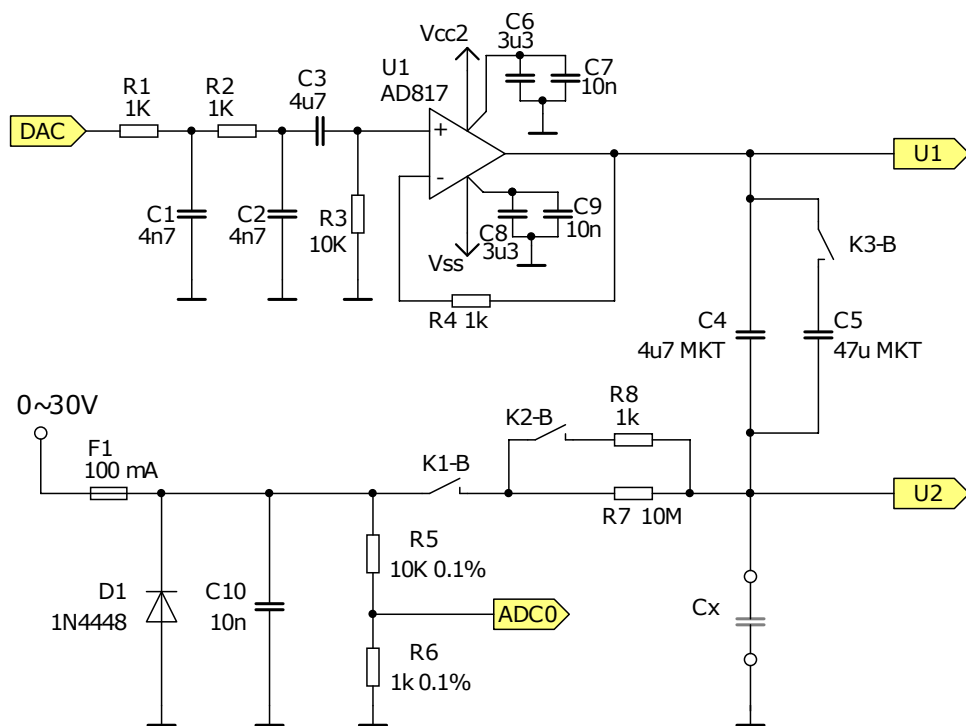 C6
3u3
Vcc2
C7
10n
U1
AD817
R1
1K
R2
1K
C3
4u7
DAC
+
-
U1
C1
4n7
C2
4n7
R3
10K
C8
3u3
C9
10n
Vss
K3-B
R4 1k
C4
4u7 MKT
C5
47u MKT
0~30V
F1
100 mA
K1-B
K2-B
R8
1k
R7 10M
U2
R5
10K 0.1%
D1
1N4448
C10
10n
ADC0
Cx
R6
1k 0.1%